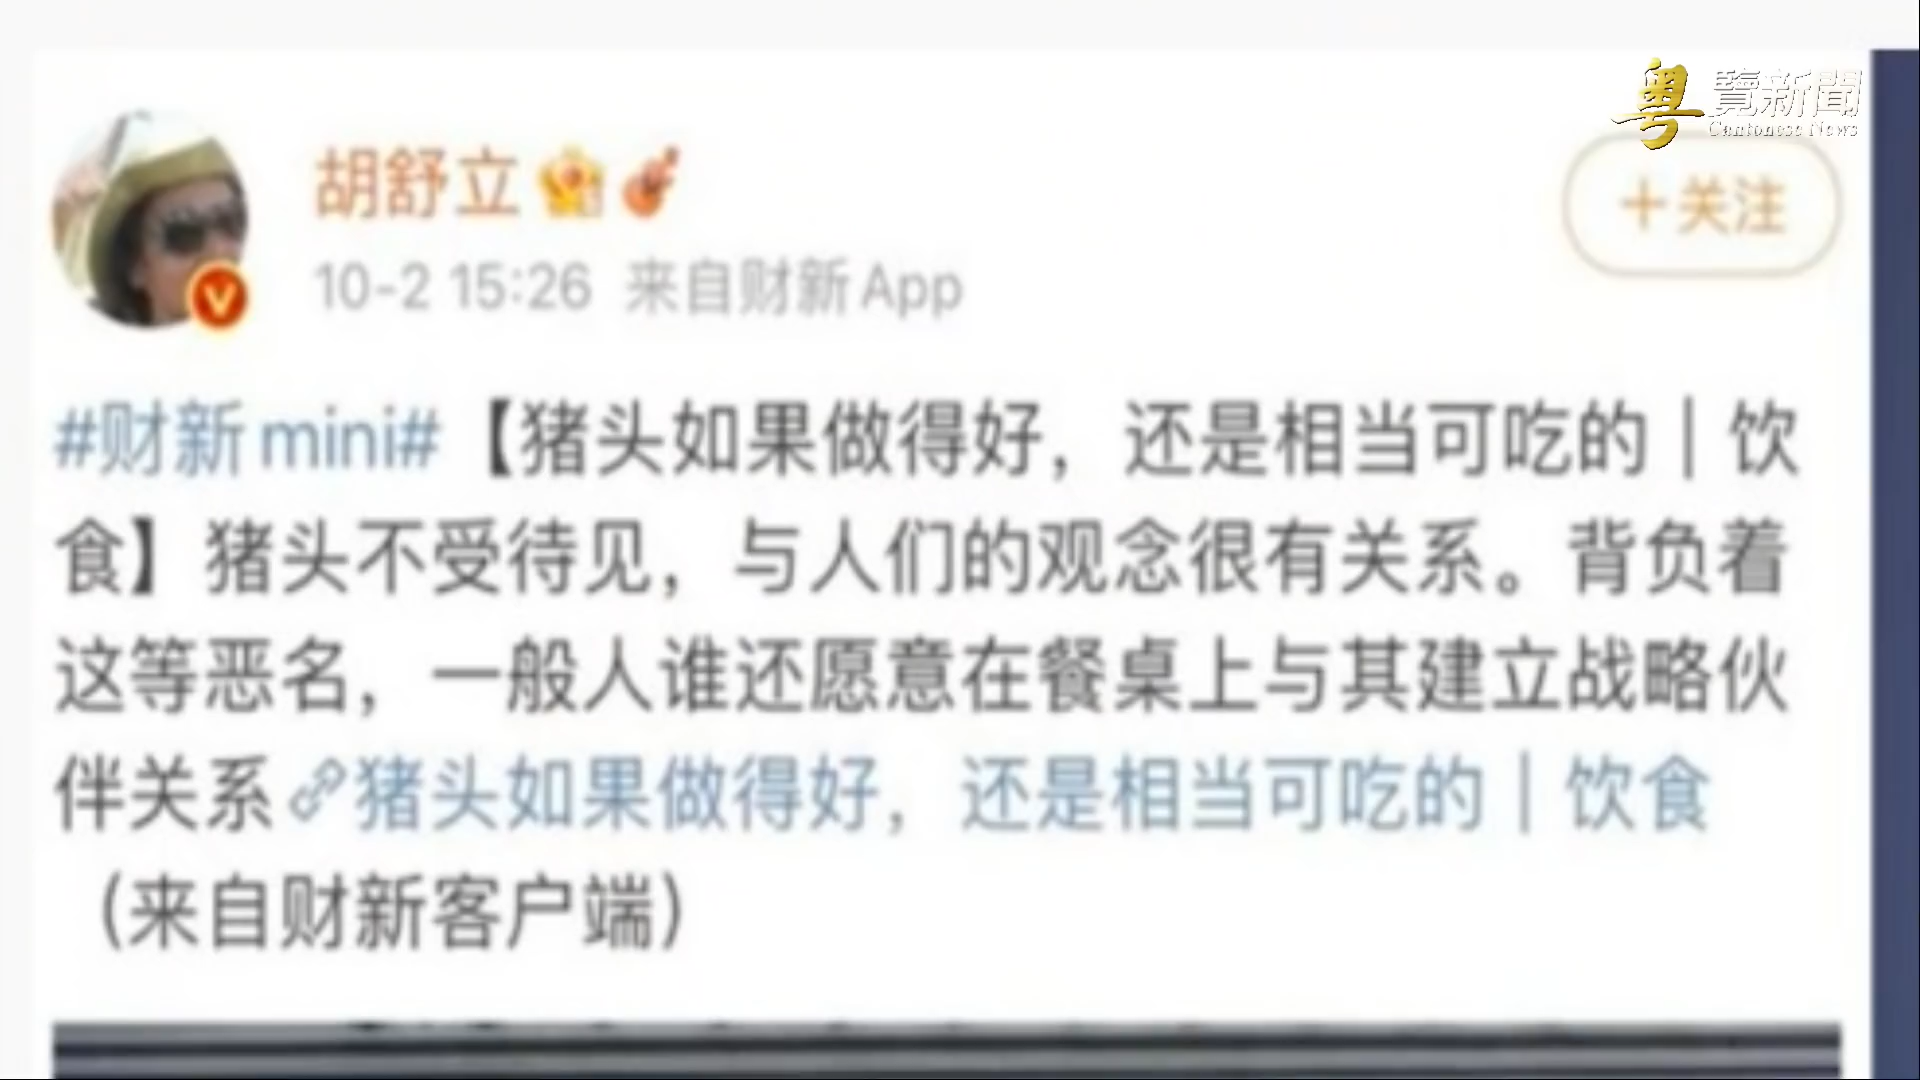 粤覽新聞
Cantonese News
胡舒立
+关注
10-2 15:26 来自财新App
#财新mini#【猪头如果做得好，还是相当可吃的｜饮
食】猪头不受待见，与人们的观念很有关系。背负着
这等恶名，一般人谁还愿意在餐桌上与其建立战略伙
伴关系猪头如果做得好，还是相当可吃的｜饮食
（来自财新客户端）